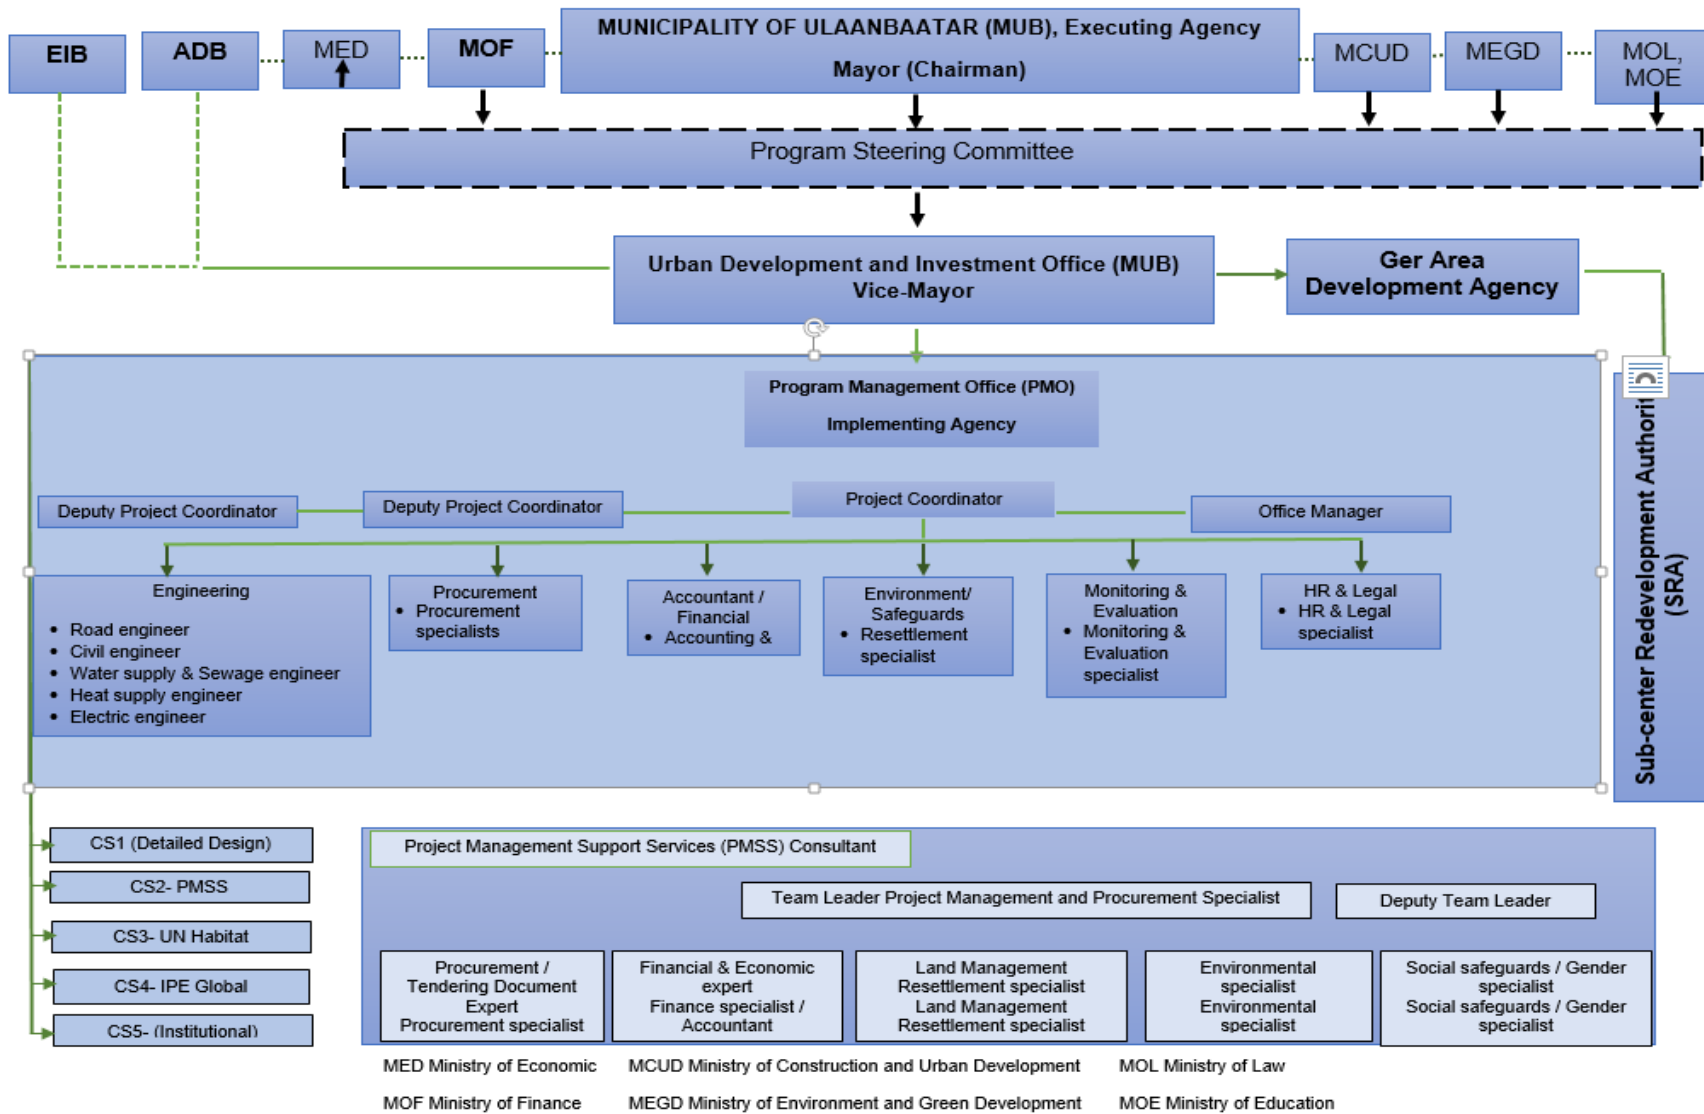 MUNICIPALITY OF ULAANBAATAR (MUB), Executing Agency
Mayor (Chairman)
EIB
ADB
MED
MOF
MCUD
MEGD
MOL,
MOE
Program Steering Committee
Urban Development and Investment Office (MUB)
Vice-Mayor
Ger Area
Development Agency
Program Management Office (PMO)
Implementing Agency
Sub-center Redevelopment Authorit
(SRA)
Deputy Project Coordinator
Deputy Project Coordinator
Project Coordinator
Office Manager
Engineering
• Road engineer
• Civil engineer
• Water supply & Sewage engineer
• Heat supply engineer
• Electric engineer
Procurement
• Procurement
specialists
Accountant /
Financial
• Accounting &
Environment/
Safeguards
• Resettlement
specialist
Monitoring &
Evaluation
• Monitoring &
Evaluation
specialist
HR & Legal
• HR & Legal
specialist
CS1 (Detailed Design)
CS2- PMSS
CS3- UN Habitat
CS4- IPE Global
CS5- (Institutional)
Project Management Support Services (PMSS) Consultant
Team Leader Project Management and Procurement Specialist
Deputy Team Leader
Procurement /
Tendering Document
Expert
Procurement specialist
Financial & Economic
expert
Finance specialist /
Accountant
Land Management
Resettlement specialist
Land Management
Resettlement specialist
Environmental
specialist
Environmental
specialist
Social safeguards / Gender
specialist
Social safeguards / Gender
specialist
MED Ministry of Economic
MCUD Ministry of Construction and Urban Development
MOL Ministry of Law
MOF Ministry of Finance
MEGD Ministry of Environment and Green Development
MOE Ministry of Education